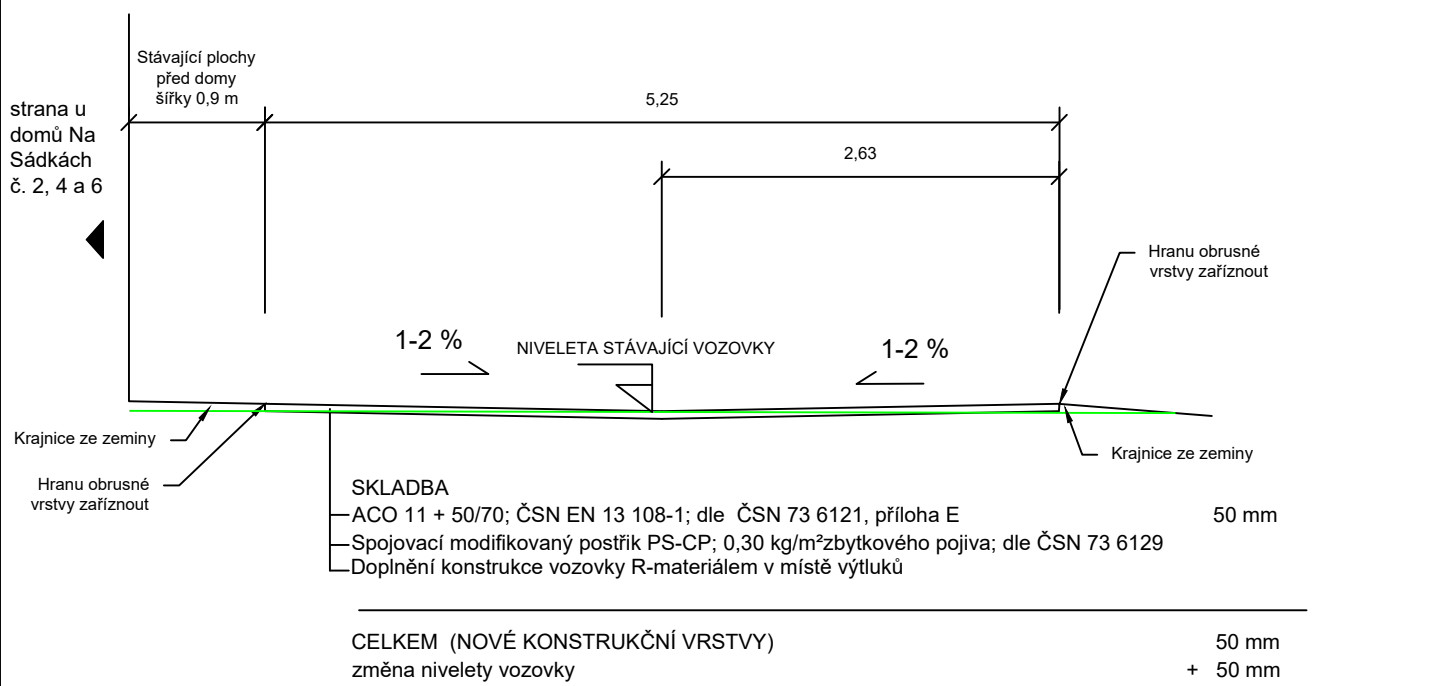 Stávající plochy
před domy
šířky 0,9 m
strana u
domů Na
Sádkách
č. 2, 4 a 6
5,25
2,63
Hranu obrusné
vrstvy zaříznout
1-2 %
NIVELETA STÁVAJÍCÍ VOZOVKY
1-2 %
Krajnice ze zeminy
Krajnice ze zeminy
Hranu obrusné
vrstvy zaříznout
SKLADBA
ACO 11 + 50/70; ČSN EN 13 108-1; dle ČSN 73 6121, příloha E 50 mm
Spojovací modifikovaný postřik PS-CP; 0,30 kg/m²zbytkového pojiva; dle ČSN 73 6129
Doplnění konstrukce vozovky R-materiálem v místě výtluků
CELKEM (NOVÉ KONSTRUKČNÍ VRSTVY) 50 mm
změna nivelety vozovky + 50 mm